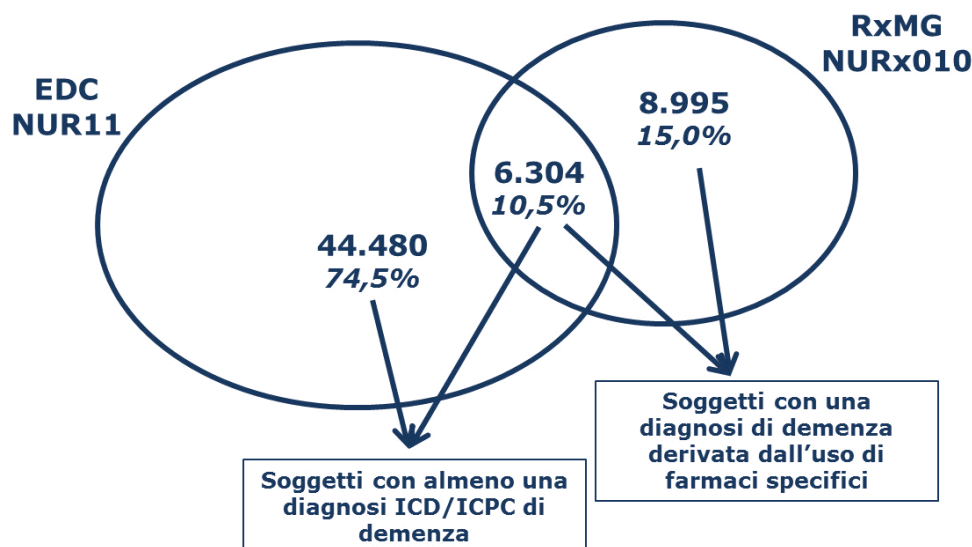 EDC
NUR11
RxMG
NURx010
44.480
74,5%
6.304
10,5%
8.995
15,0%
Soggetti con almeno una
diagnosi ICD/ICPC di
demenza
Soggetti con una
diagnosi di demenza
derivata dall'uso di
farmaci specifici